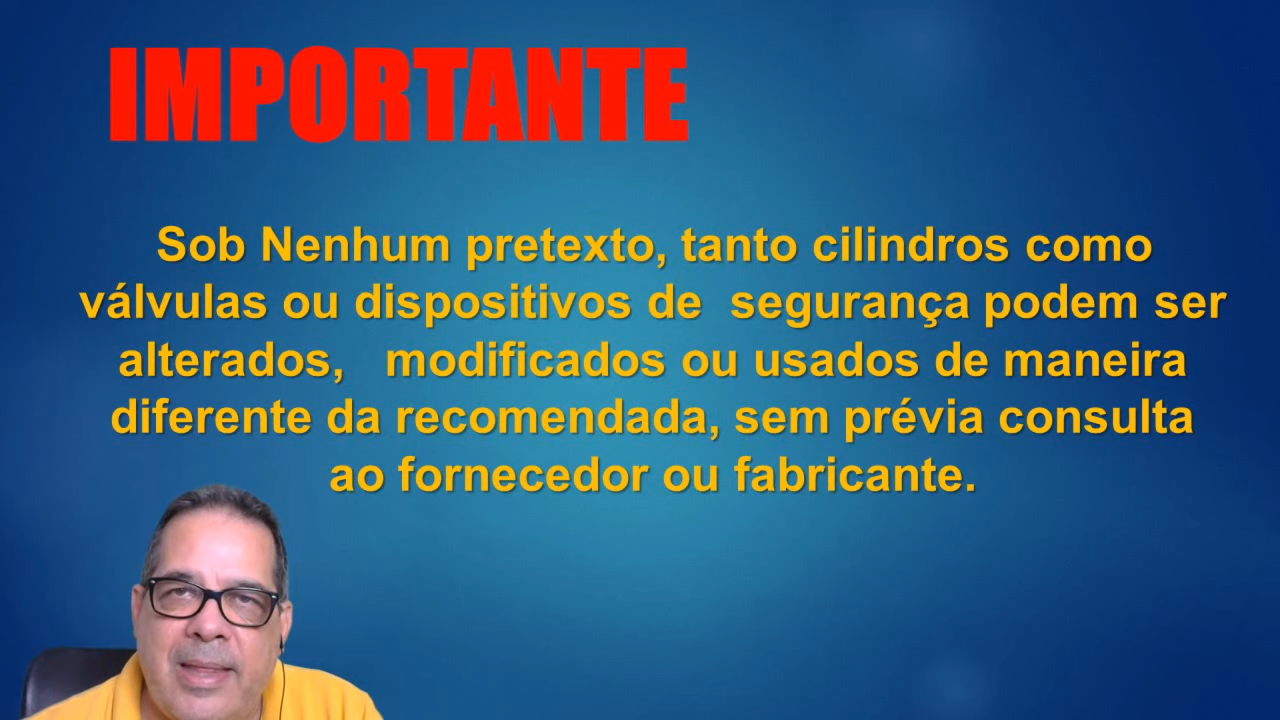 IMPORTANTE
Sob Nenhum pretexto, tanto cilindros como
válvulas ou dispositivos de segurança podem ser
alterados, modificados ou usados de maneira
diferente da recomendada, sem prévia consulta
ao fornecedor ou fabricante.